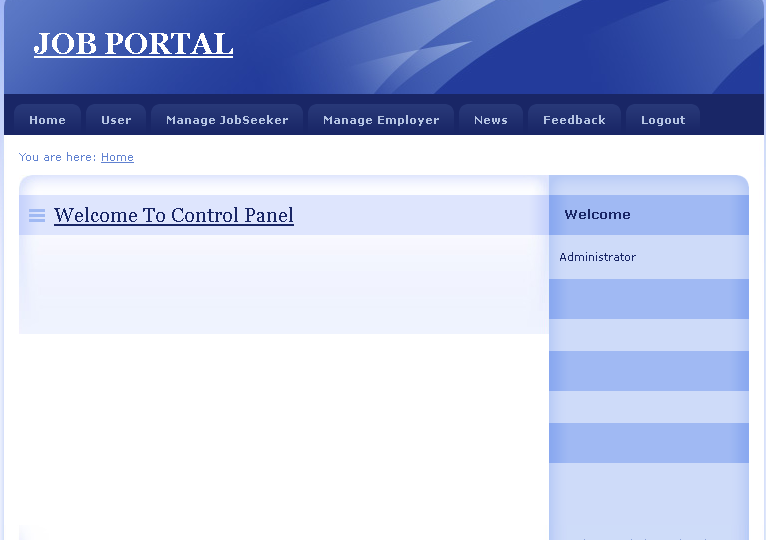 JOB PORTAL
Home User Manage JobSeeker Manage Employer News Feedback Logout
You are here: Home
Welcome To Control Panel
Welcome
Administrator